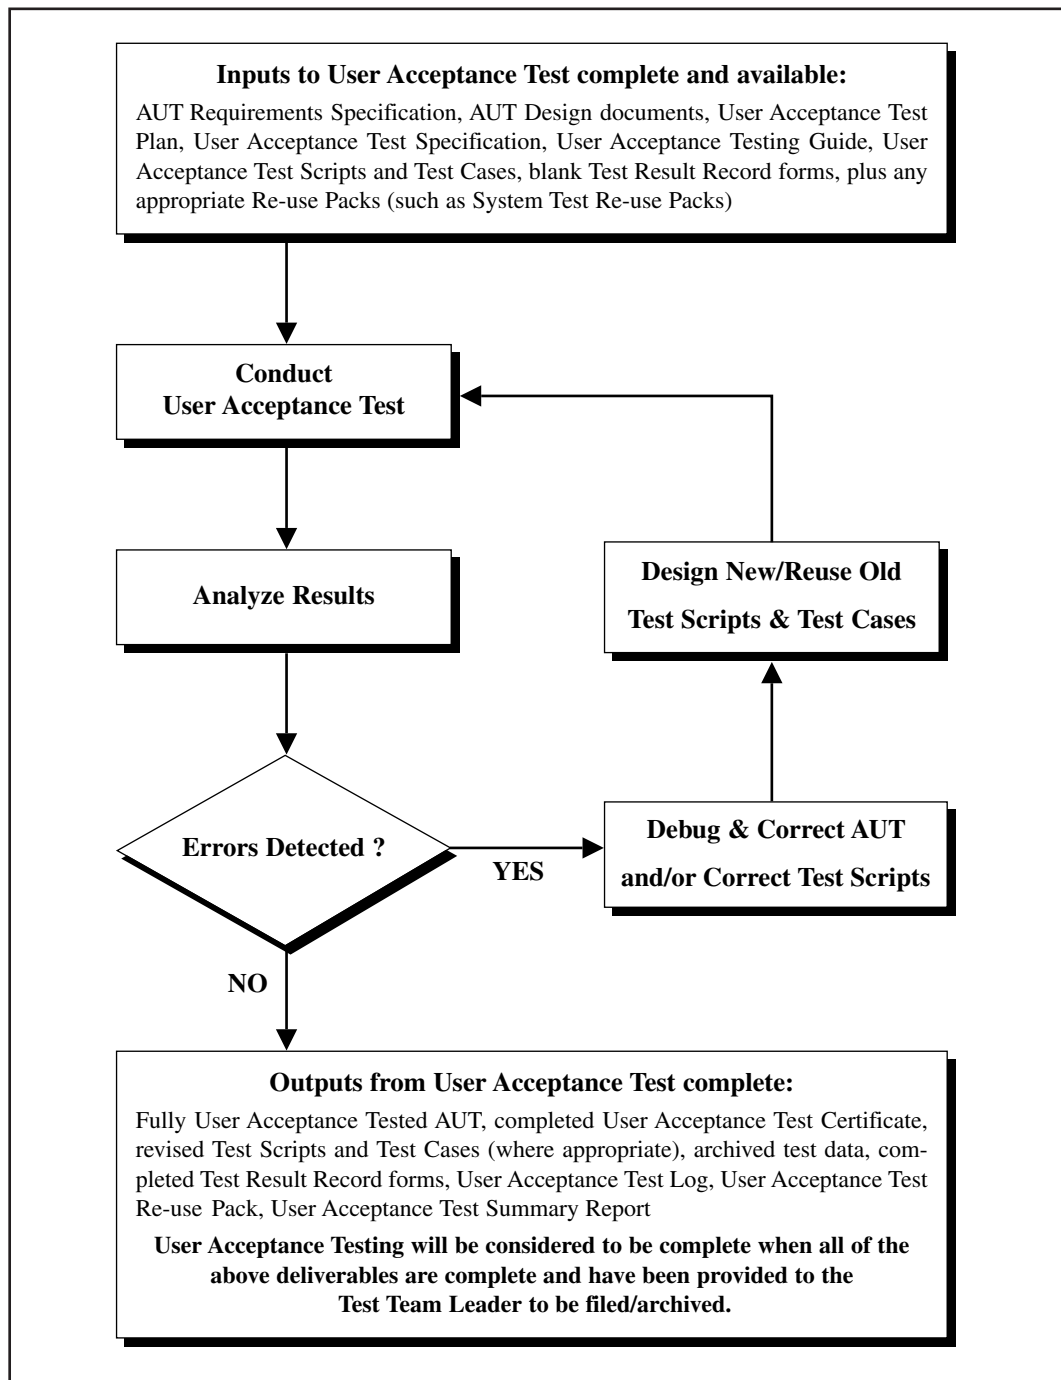 Inputs to User Acceptance Test complete and available:
AUT Requirements Specification, AUT Design documents, User Acceptance Test
Plan, User Acceptance Test Specification, User Acceptance Testing Guide, User
Acceptance Test Scripts and Test Cases, blank Test Result Record forms, plus any
appropriate Re-use Packs (such as System Test Re-use Packs)
Conduct
User Acceptance Test
Analyze Results
Design New/Reuse Old
Test Scripts & Test Cases
Errors Detected ?
YES
Debug & Correct AUT
and/or Correct Test Scripts
NO
Outputs from User Acceptance Test complete:
Fully User Acceptance Tested AUT, completed User Acceptance Test Certificate,
revised Test Scripts and Test Cases (where appropriate), archived test data, com-
pleted Test Result Record forms, User Acceptance Test Log, User Acceptance Test
Re-use Pack, User Acceptance Test Summary Report
User Acceptance Testing will be considered to be complete when all of the
above deliverables are complete and have been provided to the
Test Team Leader to be filed/archived.